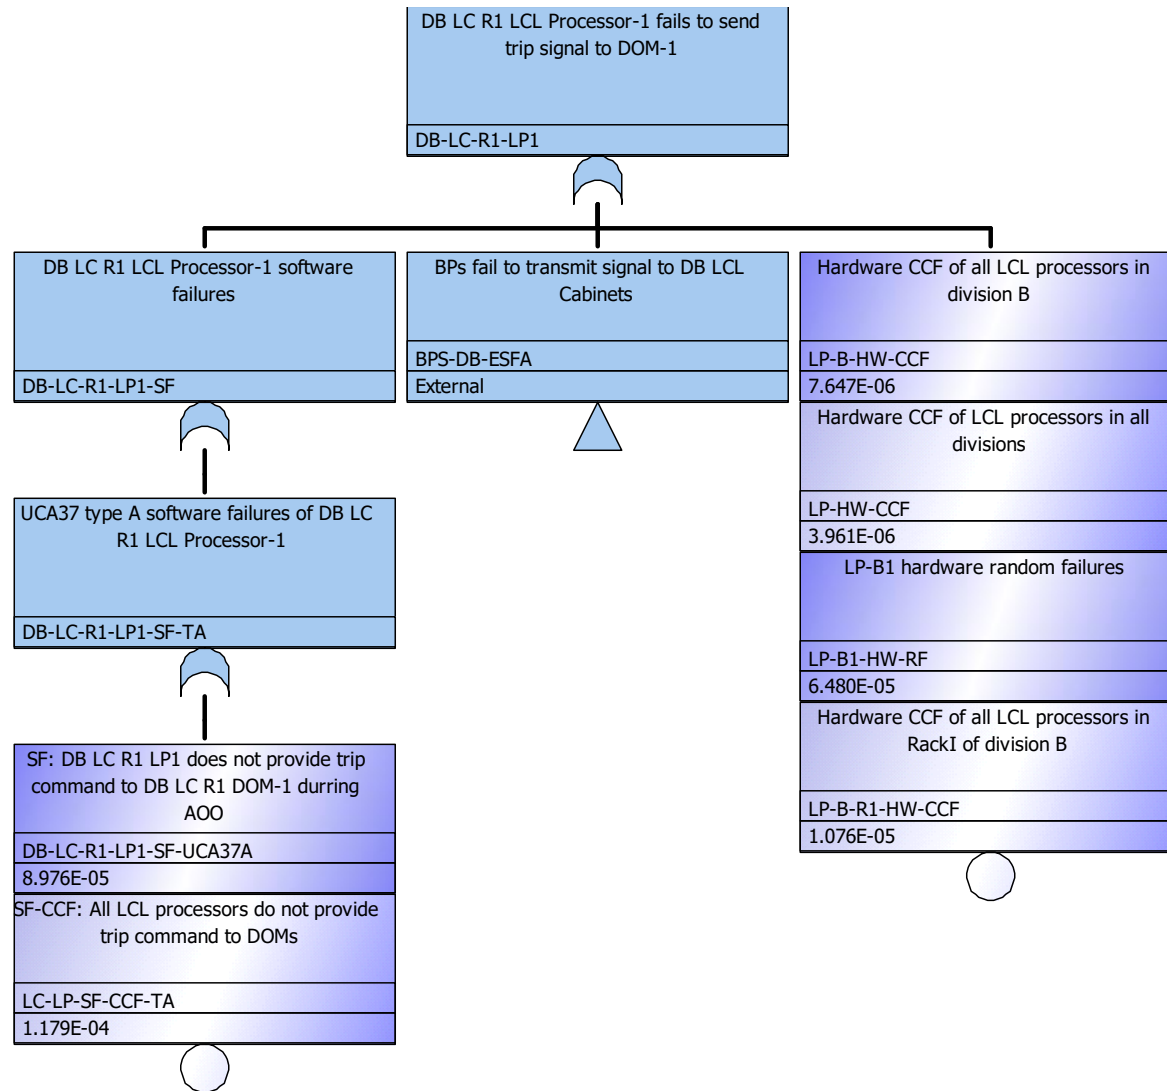 DB LC R1 LCL Processor-1 fails to send
trip signal to DOM-1
DB-LC-R1-LP1
DB LC R1 LCL Processor-1 software
failures
DB-LC-R1-LP1-SF
UCA37 type A software failures of DB LC
R1 LCL Processor-1
DB-LC-R1-LP1-SF-TA
SF: DB LC R1 LP1 does not provide trip
command to DB LC R1 DOM-1 durring
AOO
DB-LC-R1-LP1-SF-UCA37A
8.976E-05
SF-CCF: All LCL processors do not provide
trip command to DOMs
LC-LP-SF-CCF-TA
1.179E-04
BPs fail to transmit signal to DB LCL
Cabinets
BPS-DB-ESFA
External
Hardware CCF of all LCL processors in
division B
LP-B-HW-CCF
7.647E-06
Hardware CCF of LCL processors in all
divisions
LP-HW-CCF
3.961E-06
LP-B1 hardware random failures
LP-B1-HW-RF
6.480E-05
Hardware CCF of all LCL processors in
RackI of division B
LP-B-R1-HW-CCF
1.076E-05